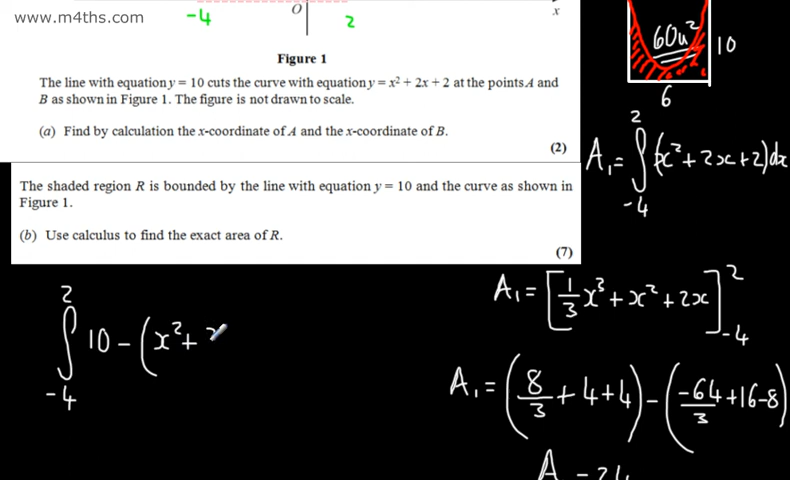 www.m4ths.com
-4
O
2
x
Figure 1
The line with equation y = 10 cuts the curve with equation y = x² + 2x + 2 at the points A and
B as shown in Figure 1. The figure is not drawn to scale.
(a) Find by calculation the x-coordinate of A and the x-coordinate of B.
(2)
The shaded region R is bounded by the line with equation y = 10 and the curve as shown in
Figure 1.
(b) Use calculus to find the exact area of R.
(7)
60u²
10
6
A₁ = ∫₋₄² (x² + 2x + 2) dx
A₁ = [1/3 x³ + x² + 2x]₋₄²
A₁ = (8/3 + 4 + 4) - (-64/3 + 16 - 8)
∫₋₄² 10 - (x² +